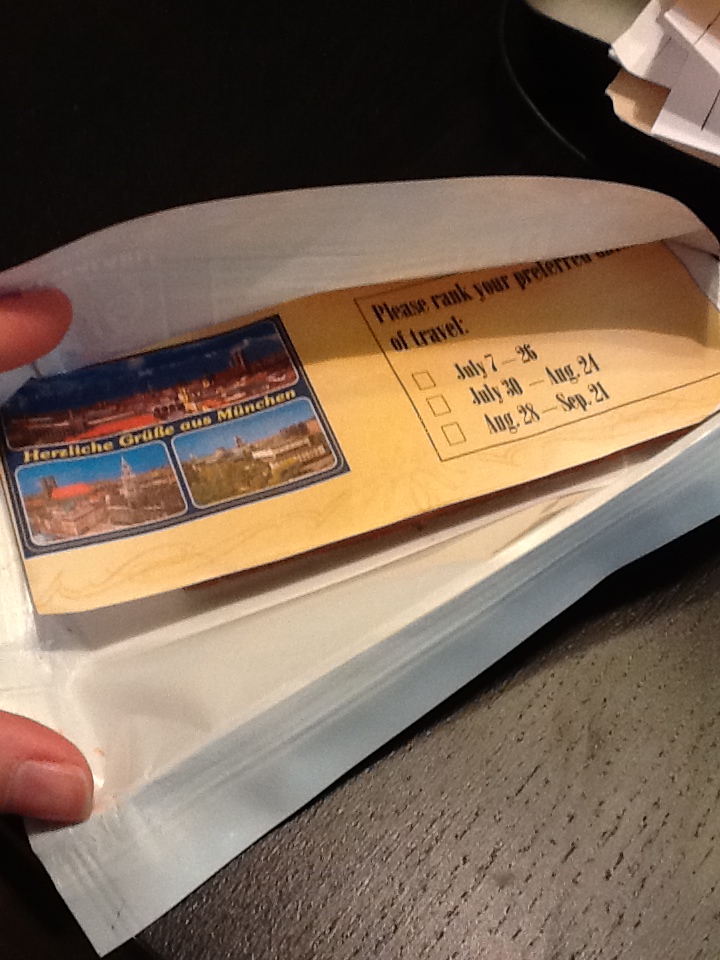 Herzliche Grüße aus München
Please rank your preferred
of travel:
July 7 — 26
July 30 — Aug. 24
Aug. 28 — Sep. 21